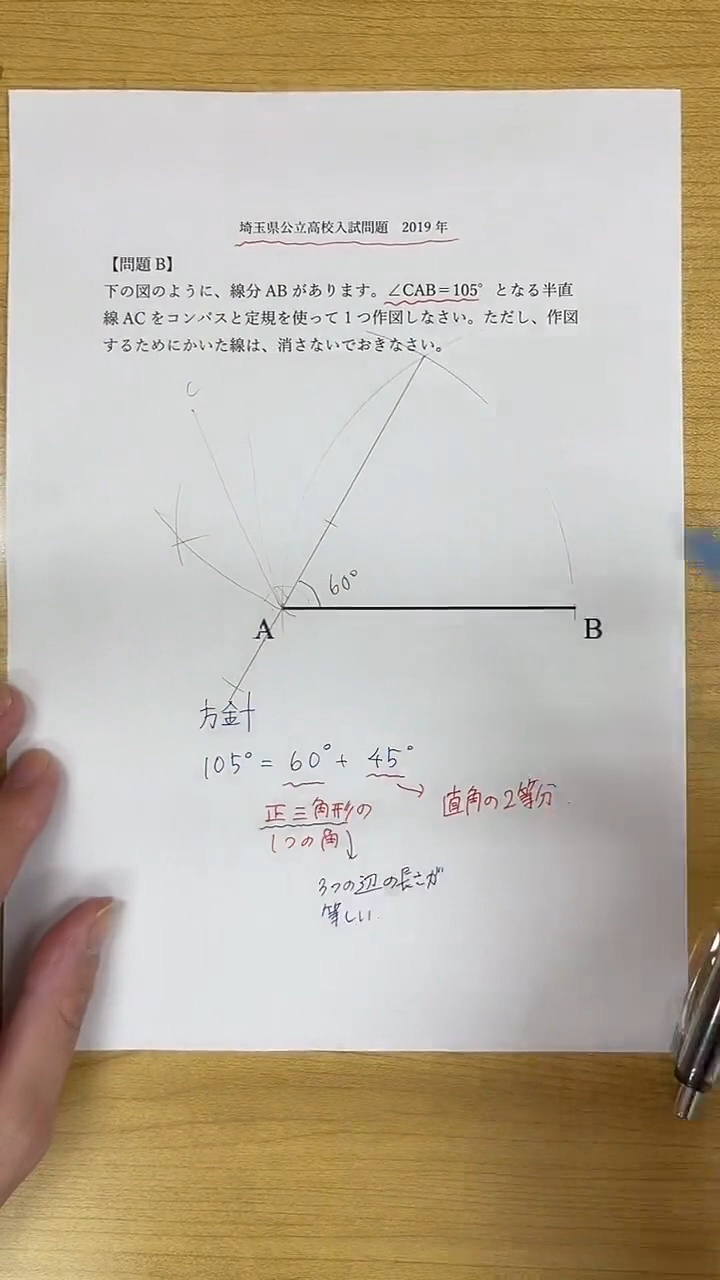 埼玉県公立高校入試問題 2019 年
【問題 B】
下の図のように、線分 AB があります。∠CAB＝105° となる半直
線 AC をコンパスと定規を使って 1 つ作図しなさい。ただし、作図
するためにかいた線は、消さないでおきなさい。
C
60°
A
B
方針
105° = 60° + 45°
正三角形の
1つの角
直角の2等分
3つの辺の長さが
等しい